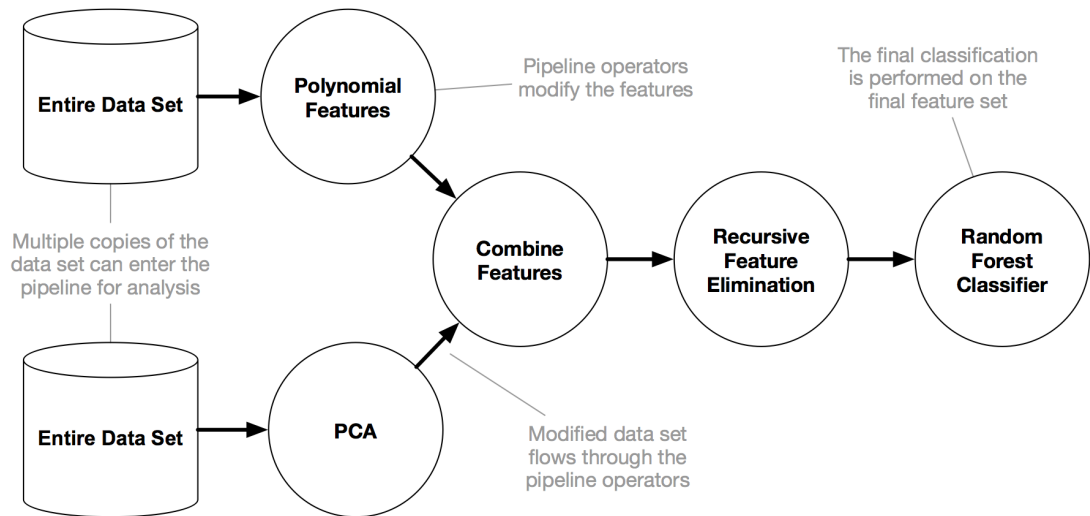 Entire Data Set
Polynomial
Features
Pipeline operators
modify the features
The final classification
is performed on the
final feature set
Multiple copies of the
data set can enter the
pipeline for analysis
Combine
Features
Recursive
Feature
Elimination
Random
Forest
Classifier
Entire Data Set
PCA
Modified data set
flows through the
pipeline operators